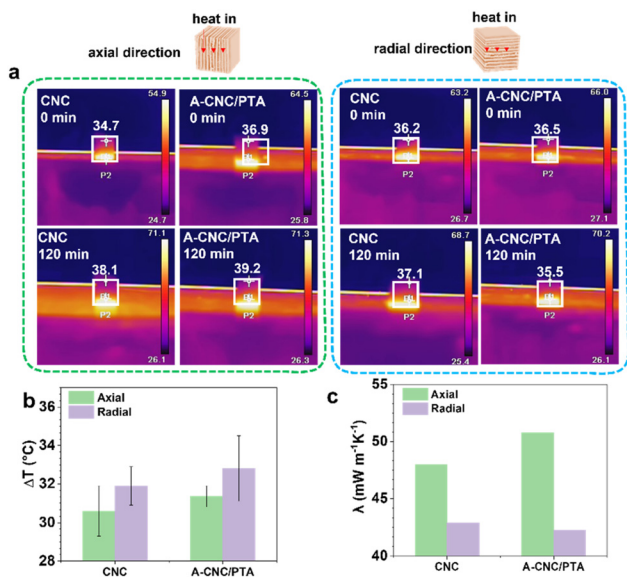 heat in
axial direction
heat in
radial direction
a
CNC
0 min
54.9
34.7
P2
24.7
A-CNC/PTA
0 min
64.5
36.9
P2
25.8
CNC
0 min
63.2
36.2
P2
26.7
A-CNC/PTA
0 min
66.0
36.5
P2
27.1
CNC
120 min
71.1
38.1
P2
26.1
A-CNC/PTA
120 min
71.3
39.2
P2
26.3
CNC
120 min
68.7
37.1
P2
25.4
A-CNC/PTA
120 min
70.2
35.5
P2
26.1
b
Axial
Radial
ΔT (°C)
36
34
32
30
28
CNC
A-CNC/PTA
c
Axial
Radial
λ (mW m⁻¹K⁻¹)
55
50
45
40
CNC
A-CNC/PTA